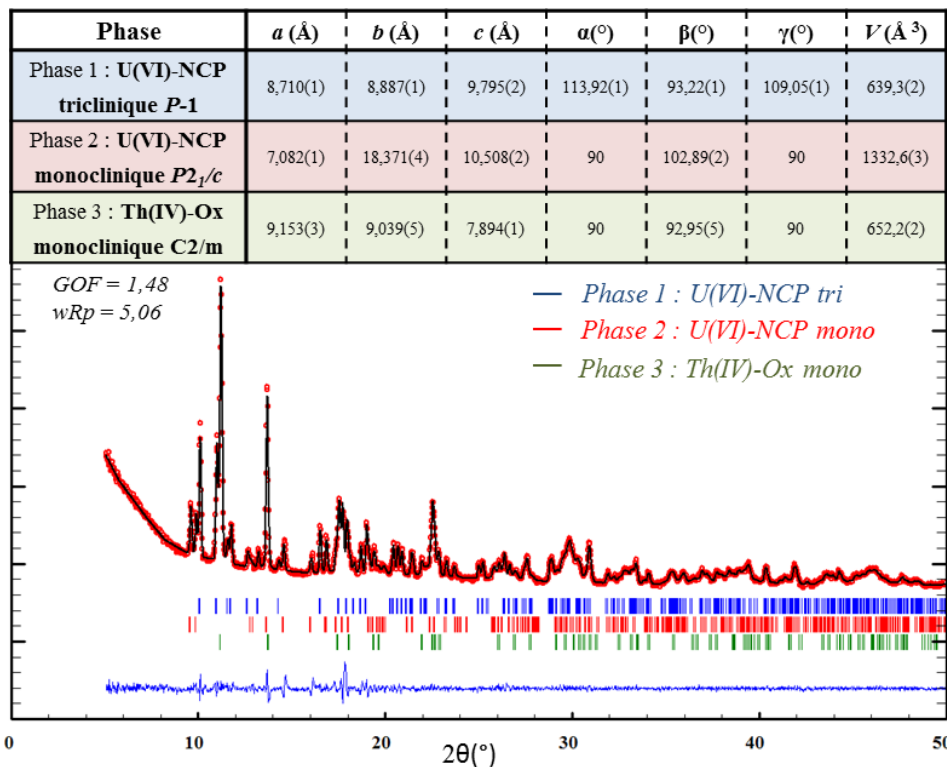 Phase a (Å) b (Å) c (Å) α(°) β(°) γ(°) V (Å ³)
Phase 1 : U(VI)-NCP
triclinique P-1
8,710(1) 8,887(1) 9,795(2) 113,92(1) 93,22(1) 109,05(1) 639,3(2)
Phase 2 : U(VI)-NCP
monoclinique P2₁/c
7,082(1) 18,371(4) 10,508(2) 90 102,89(2) 90 1332,6(3)
Phase 3 : Th(IV)-Ox
monoclinique C2/m
9,153(3) 9,039(5) 7,894(1) 90 92,95(5) 90 652,2(2)
GOF = 1,48
wRp = 5,06
Phase 1 : U(VI)-NCP tri
Phase 2 : U(VI)-NCP mono
Phase 3 : Th(IV)-Ox mono
0 10 20 30 40 50
2θ(°)